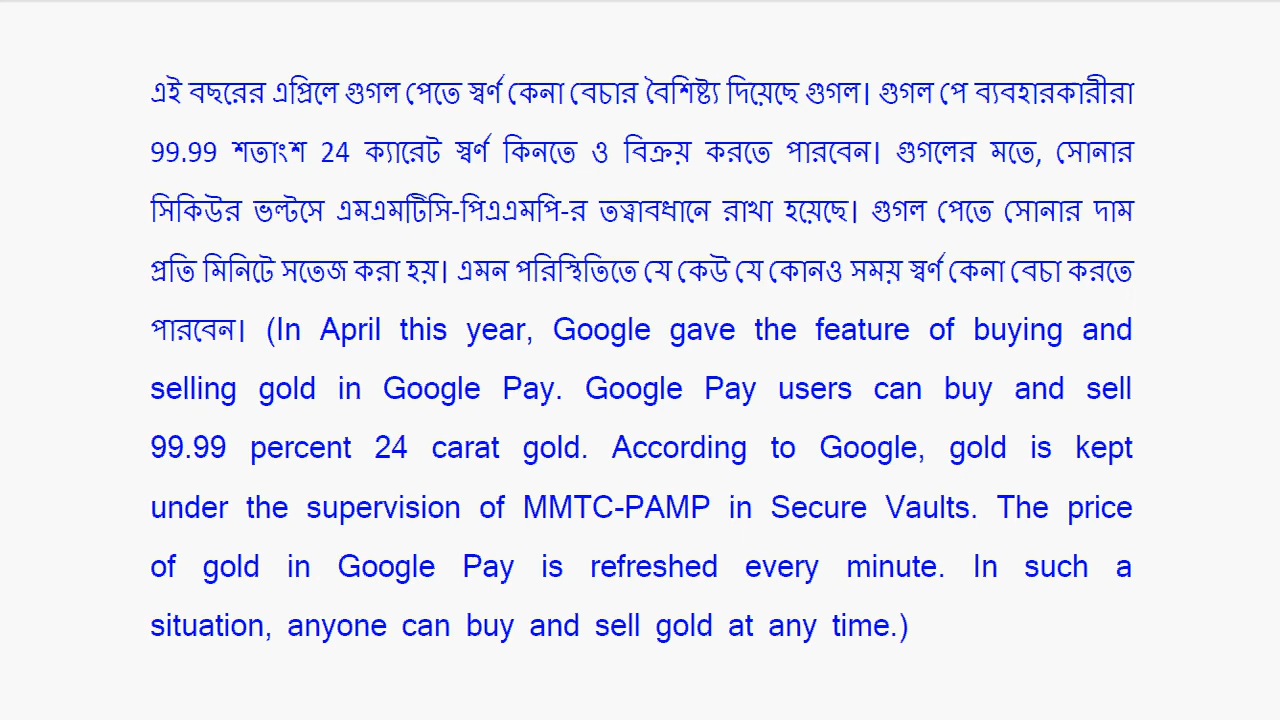 এই বছরের এপ্রিলে গুগল পেতে স্বর্ণ কেনা বেচার বৈশিষ্ট্য দিয়েছে গুগল। গুগল পে ব্যবহারকারীরা
99.99 শতাংশ 24 ক্যারেট স্বর্ণ কিনতে ও বিক্রয় করতে পারবেন। গুগলের মতে, সোনার
সিকিউর ভল্টসে এমএমটিসি-পিএএমপি-র তত্ত্বাবধানে রাখা হয়েছে। গুগল পেতে সোনার দাম
প্রতি মিনিটে সতেজ করা হয়। এমন পরিস্থিতিতে যে কেউ যে কোনও সময় স্বর্ণ কেনা বেচা করতে
পারবেন। (In April this year, Google gave the feature of buying and
selling gold in Google Pay. Google Pay users can buy and sell
99.99 percent 24 carat gold. According to Google, gold is kept
under the supervision of MMTC-PAMP in Secure Vaults. The price
of gold in Google Pay is refreshed every minute. In such a
situation, anyone can buy and sell gold at any time.)